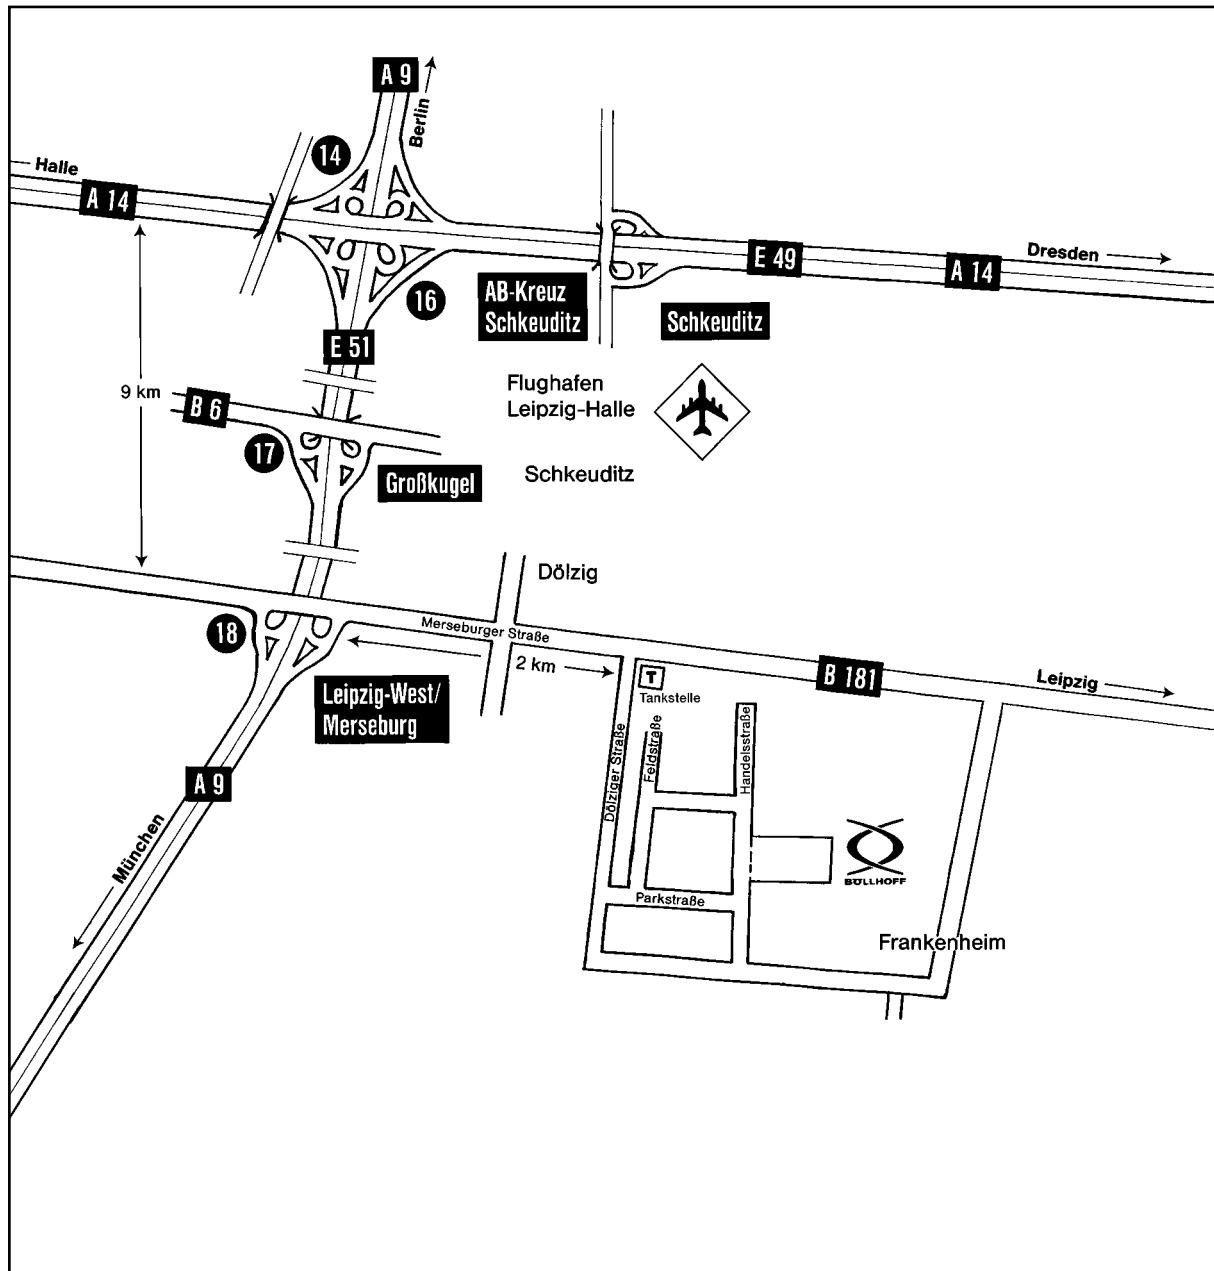 A 9
Berlin
14
Halle
A 14
Dresden
E 49
A 14
16
AB-Kreuz
Schkeuditz
Schkeuditz
E 51
Flughafen
Leipzig-Halle
9 km
B 6
17
Großkugel
Schkeuditz
Dölzig
18
Merseburger Straße
2 km
B 181
Leipzig
T
Tankstelle
Leipzig-West/
Merseburg
Dölziger Straße
Feldstraße
Handelsstraße
A 9
München
BÖLLHOFF
Parkstraße
Frankenheim